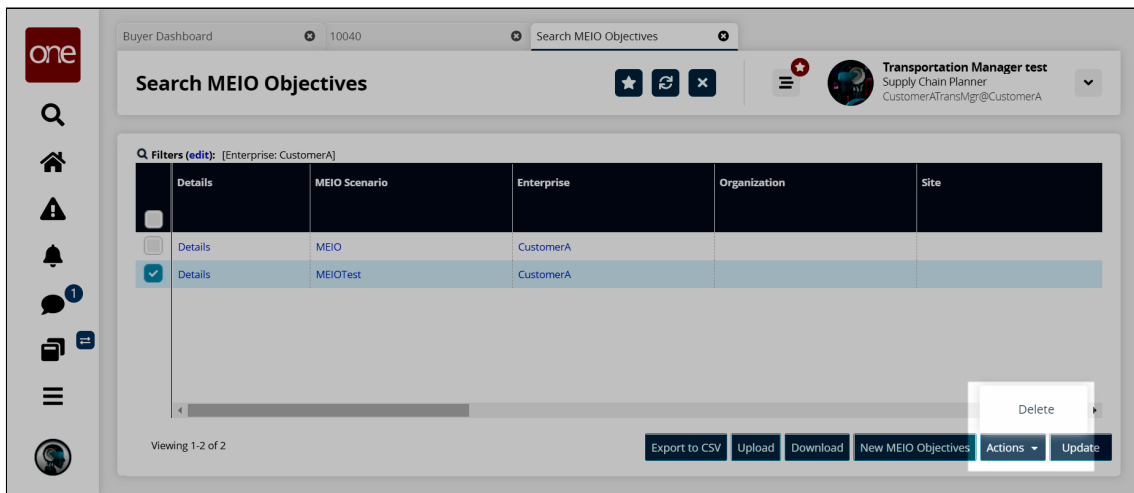 one
Buyer Dashboard
10040
Search MEIO Objectives
Search MEIO Objectives
Transportation Manager test
Supply Chain Planner
CustomerATransMgr@CustomerA
Filters (edit): [Enterprise: CustomerA]
Details MEIO Scenario Enterprise Organization Site
Details MEIO CustomerA
Details MEIOTest CustomerA
1
Delete
Viewing 1-2 of 2
Export to CSV Upload Download New MEIO Objectives Actions Update